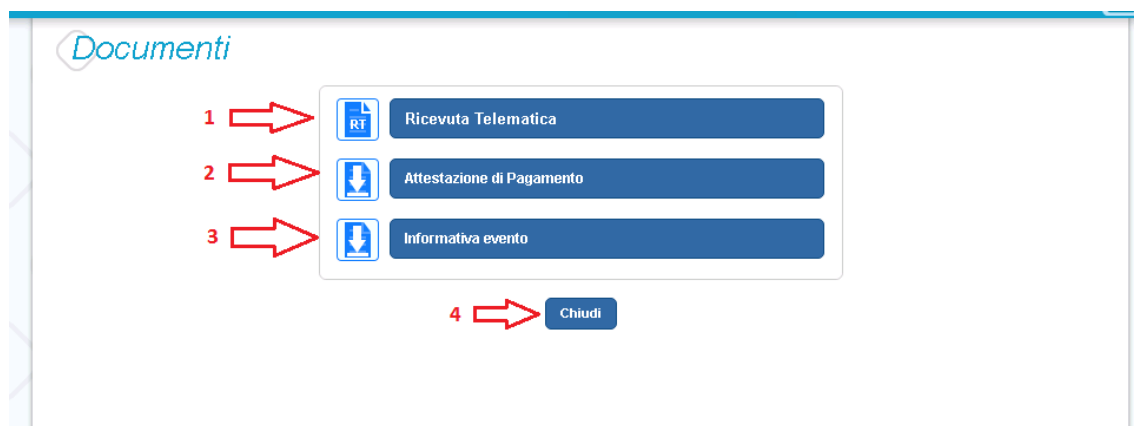 Documenti
1 RT Ricevuta Telematica
2 Attestazione di Pagamento
3 Informativa evento
4 Chiudi